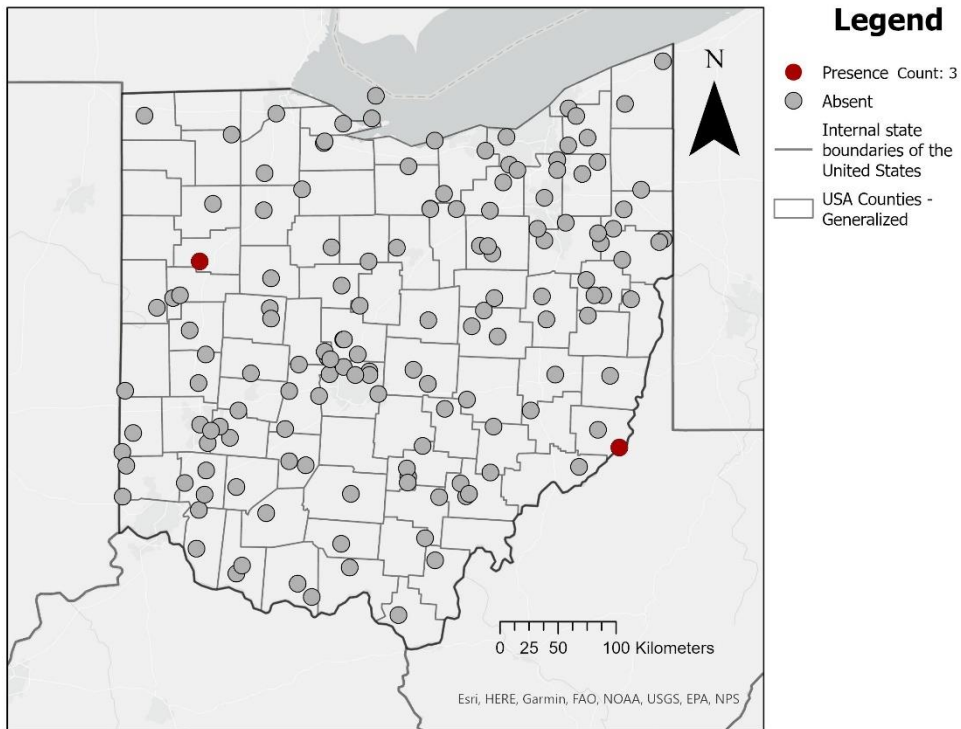 Legend
N
Presence Count: 3
Absent
Internal state
boundaries of the
United States
USA Counties -
Generalized
0 25 50 100 Kilometers
Esri, HERE, Garmin, FAO, NOAA, USGS, EPA, NPS